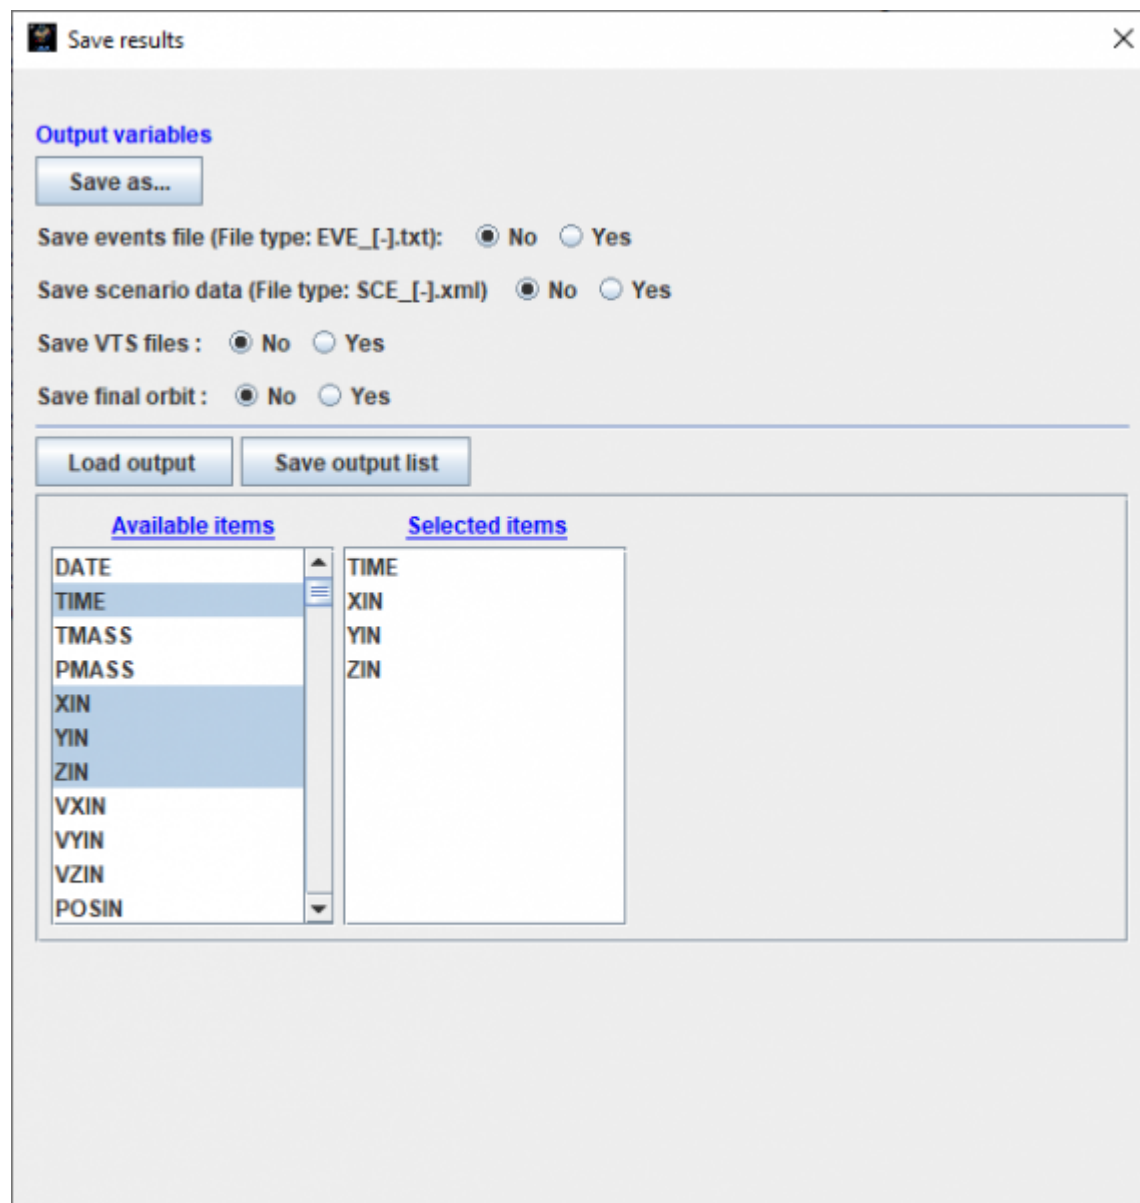 Save results
Output variables
Save as...
Save events file (File type: EVE_[-].txt): No Yes
Save scenario data (File type: SCE_[-].xml) No Yes
Save VTS files : No Yes
Save final orbit : No Yes
Load output Save output list
Available items Selected items
DATE TIME
TIME XIN
TMASS YIN
PMASS ZIN
XIN
YIN
ZIN
VXIN
VYIN
VZIN
POSIN